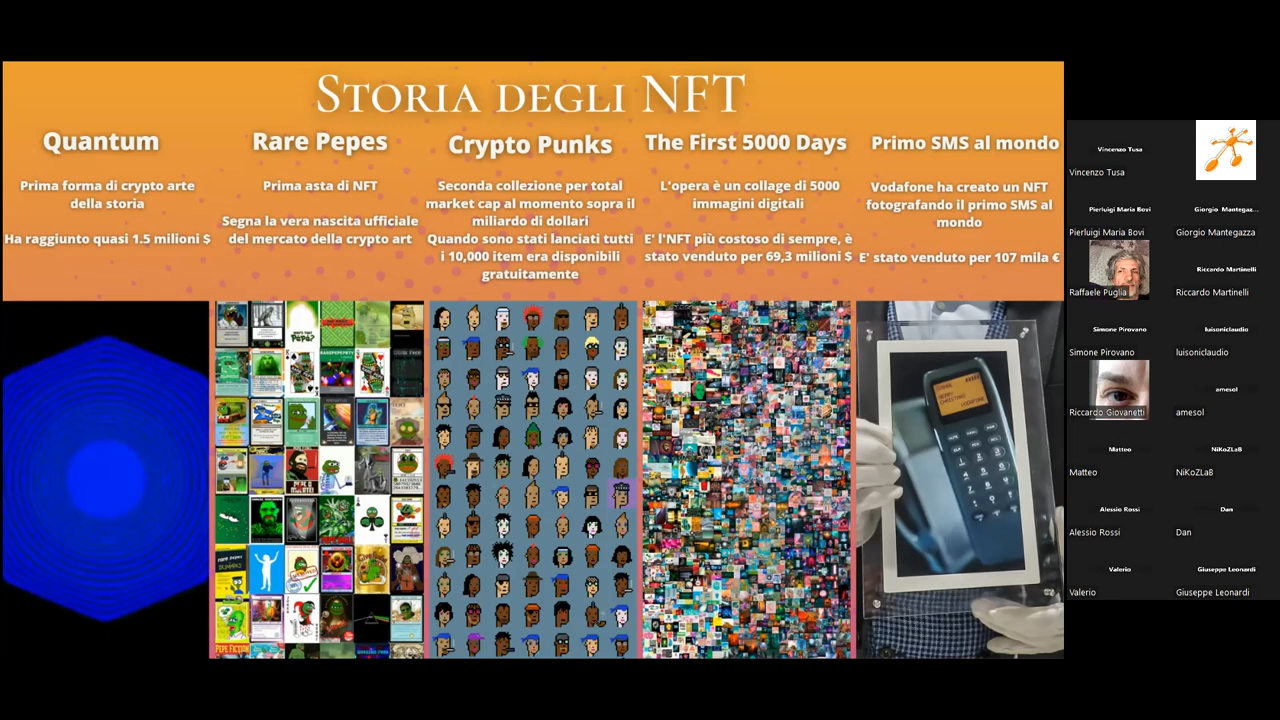 STORIA DEGLI NFT
Quantum
Prima forma di crypto arte
della storia
Ha raggiunto quasi 1.5 milioni $
Rare Pepes
Prima asta di NFT
Segna la vera nascita ufficiale
del mercato della crypto art
Crypto Punks
Seconda collezione per total
market cap al momento sopra il
miliardo di dollari
Quando sono stati lanciati tutti
i 10,000 item era disponibili
gratuitamente
The First 5000 Days
L'opera è un collage di 5000
immagini digitali
E' l'NFT più costoso di sempre, è
stato venduto per 69,3 milioni $
Primo SMS al mondo
Vodafone ha creato un NFT
fotografando il primo SMS al
mondo
E' stato venduto per 107 mila €
PEPE FICTION
MERRY
CHRISTMAS
Vincenzo Tusa
Vincenzo Tusa
Pierluigi Maria Bovi
Giorgio Mantegaz...
Pierluigi Maria Bovi
Giorgio Mantegazza
Riccardo Martinelli
Raffaele Puglia
Riccardo Martinelli
Simone Pirovano
luisoniclaudio
Simone Pirovano
luisoniclaudio
amesol
Riccardo Giovanetti
amesol
Matteo
NiKoZLaB
Matteo
NiKoZLaB
Alessio Rossi
Dan
Alessio Rossi
Dan
Valerio
Giuseppe Leonardi
Valerio
Giuseppe Leonardi